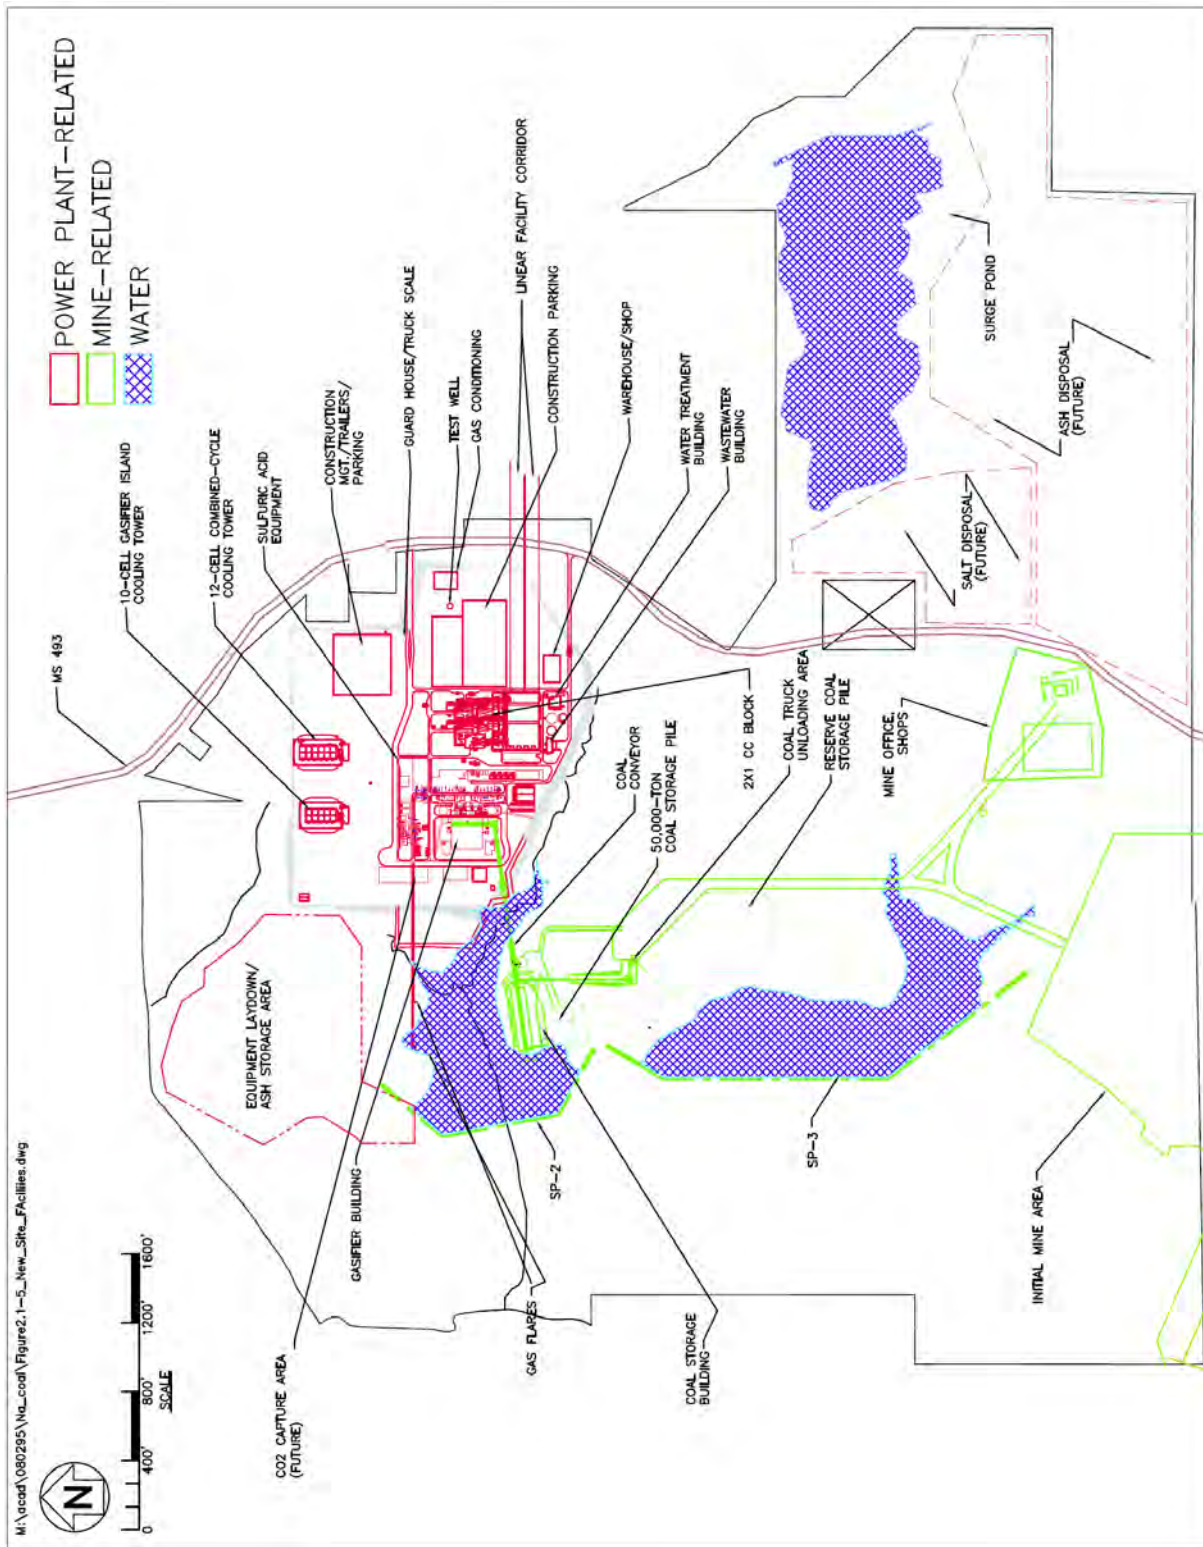 M:\acad\080295\Na_coal\Figure2.1-5_New_Site_FAcilities.dwg
N
0
400'
800'
1200'
1600'
SCALE
POWER PLANT-RELATED
MINE-RELATED
WATER
MS 493
10-CELL GASIFIER ISLAND
COOLING TOWER
12-CELL COMBINED-CYCLE
COOLING TOWER
SULFURIC ACID
EQUIPMENT
CONSTRUCTION
MGT./TRAILERS/
PARKING
GUARD HOUSE/TRUCK SCALE
TEST WELL
GAS CONDITIONING
LINEAR FACILITY CORRIDOR
CONSTRUCTION PARKING
WAREHOUSE/SHOP
WATER TREATMENT
BUILDING
WASTEWATER
BUILDING
EQUIPMENT LAYDOWN/
ASH STORAGE AREA
CO2 CAPTURE AREA
(FUTURE)
GASIFIER BUILDING
GAS FLARES
SP-2
COAL STORAGE
BUILDING
COAL
CONVEYOR
50,000-TON
COAL STORAGE PILE
2X1 CC BLOCK
COAL TRUCK
UNLOADING AREA
RESERVE COAL
STORAGE PILE
MINE OFFICE,
SHOPS
SP-3
INITIAL MINE AREA
SALT DISPOSAL
(FUTURE)
SURGE POND
ASH DISPOSAL
(FUTURE)